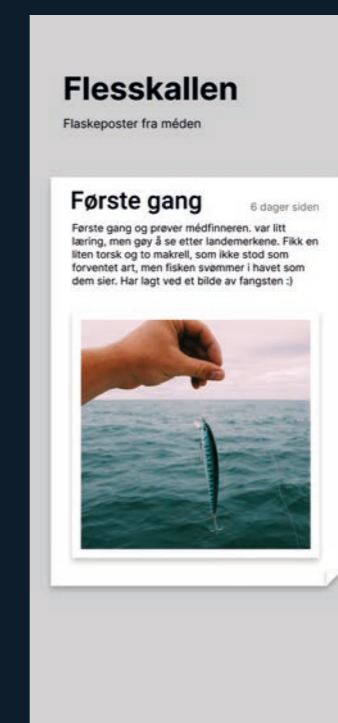 Flesskallen
Flaskeposter fra méden
Første gang
6 dager siden
Første gang og prøver médfinneren. var litt
læring, men gøy å se etter landemerkene. Fikk en
liten torsk og to makrell, som ikke stod som
forventet art, men fisken svømmer i havet som
dem sier. Har lagt ved et bilde av fangsten :)